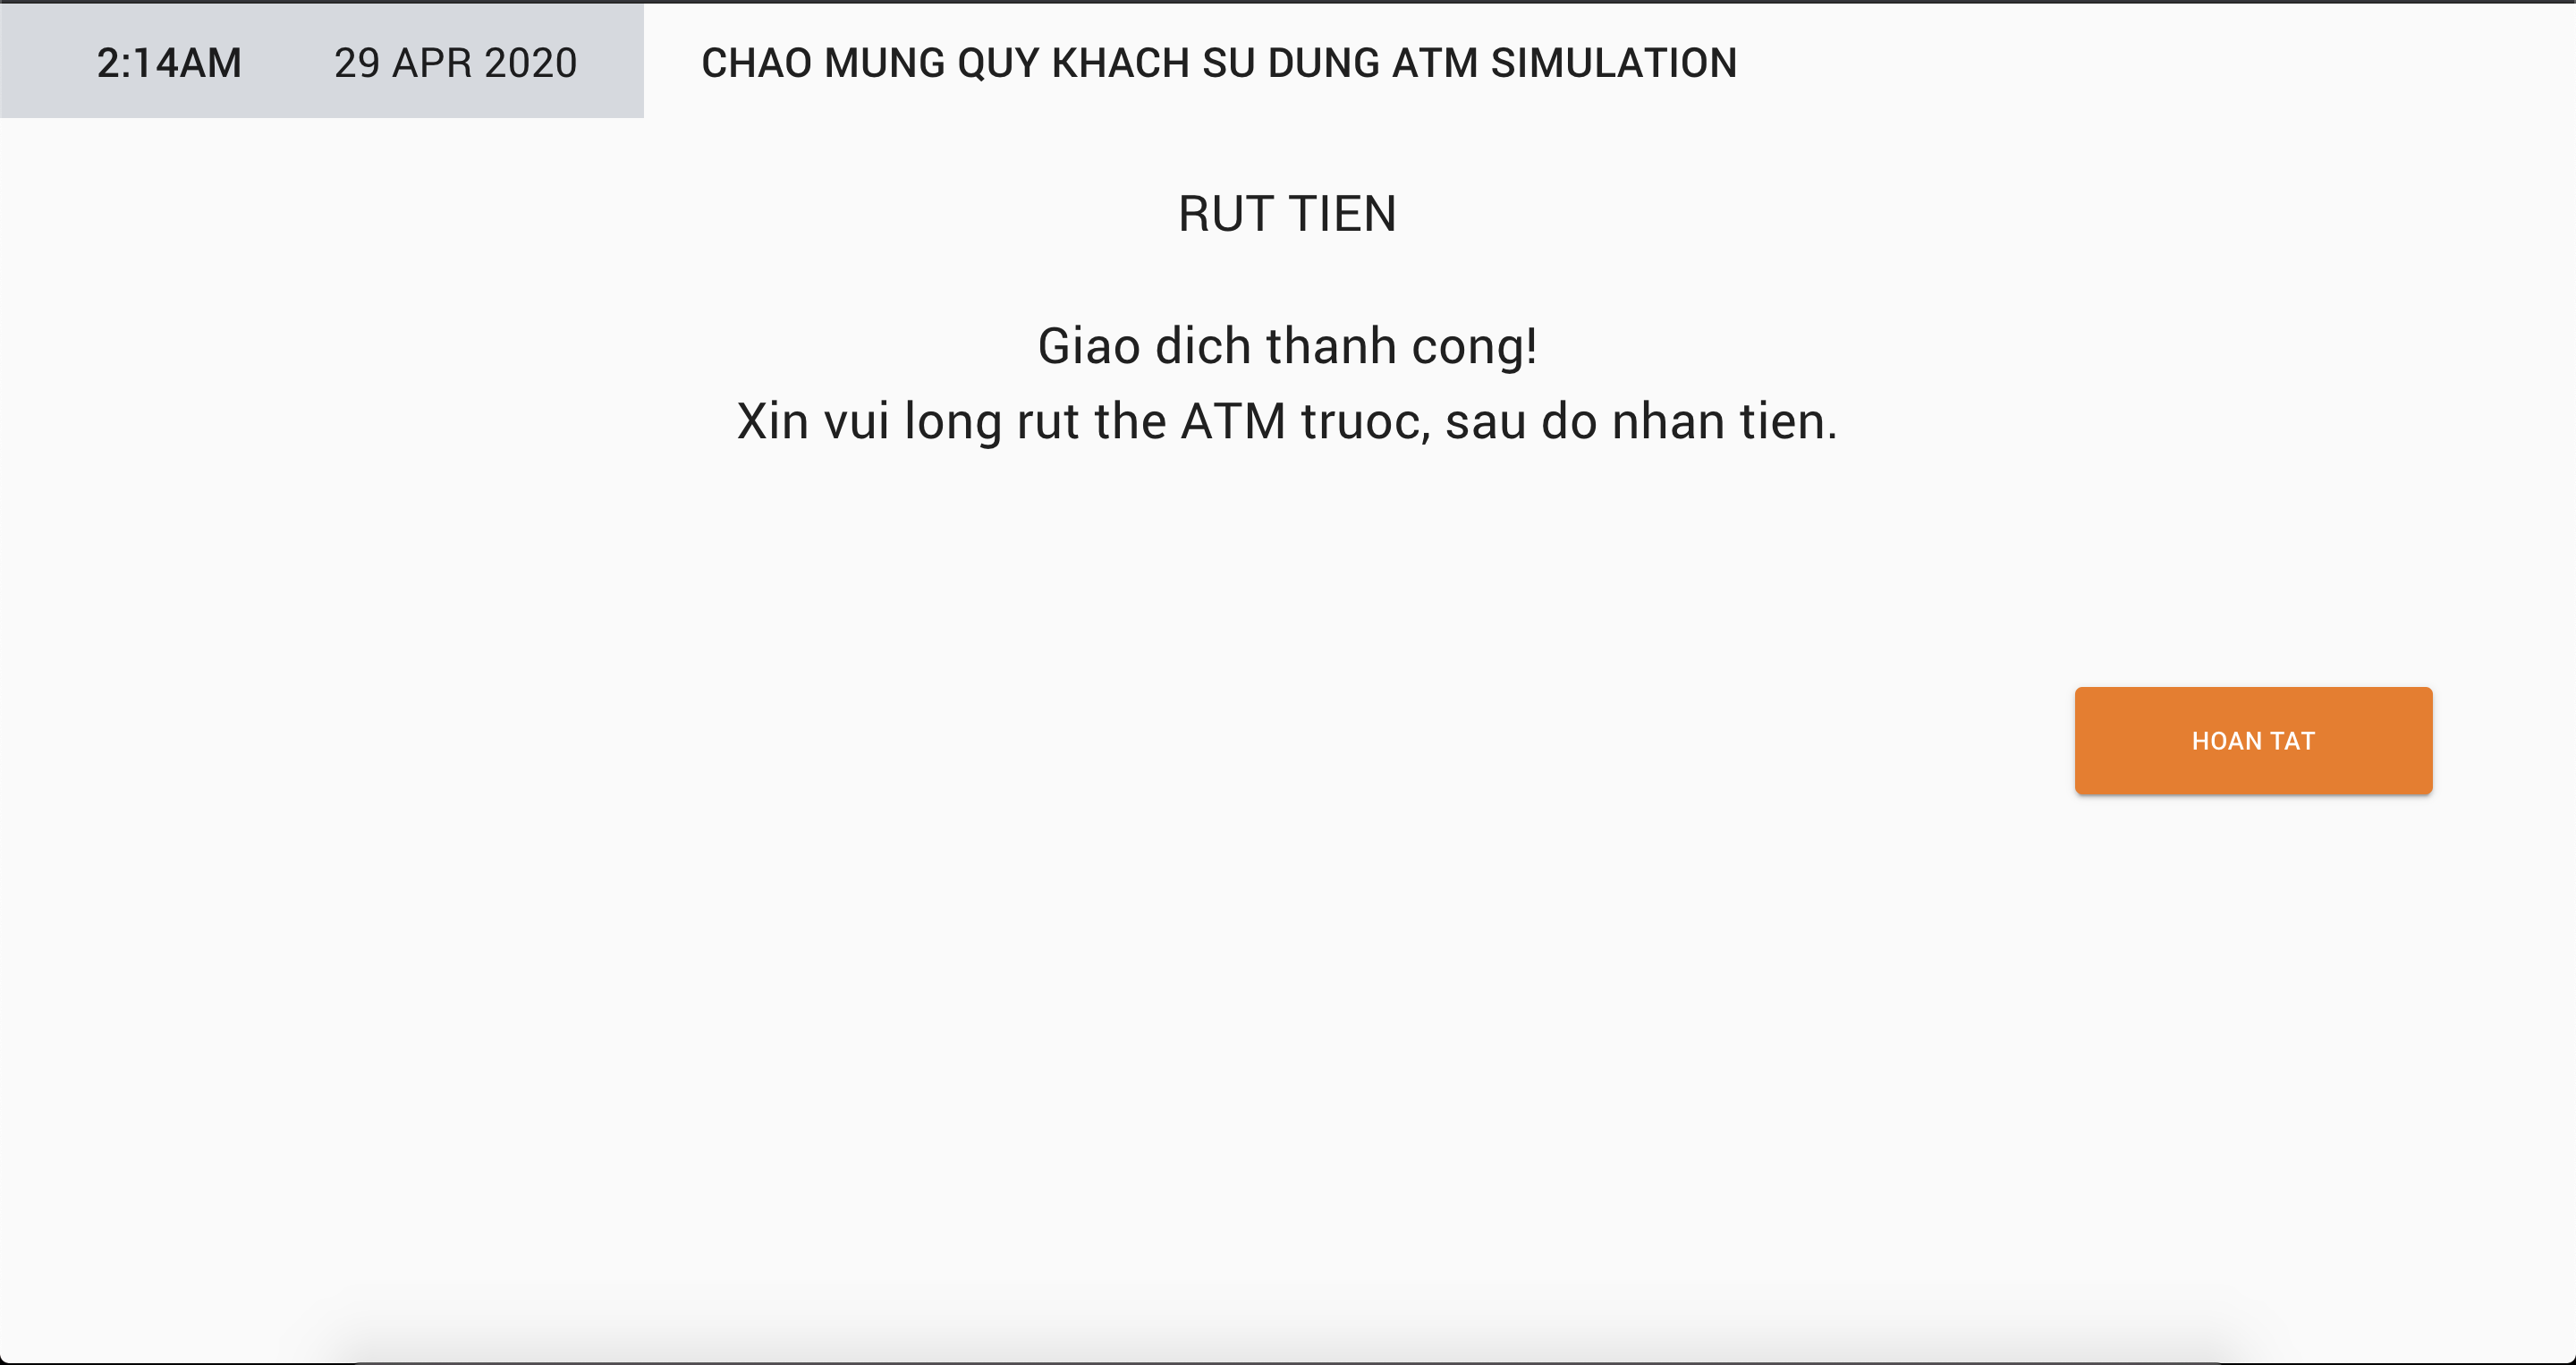 2:14AM 29 APR 2020 CHAO MUNG QUY KHACH SU DUNG ATM SIMULATION
RUT TIEN
Giao dich thanh cong!
Xin vui long rut the ATM truoc, sau do nhan tien.
HOAN TAT